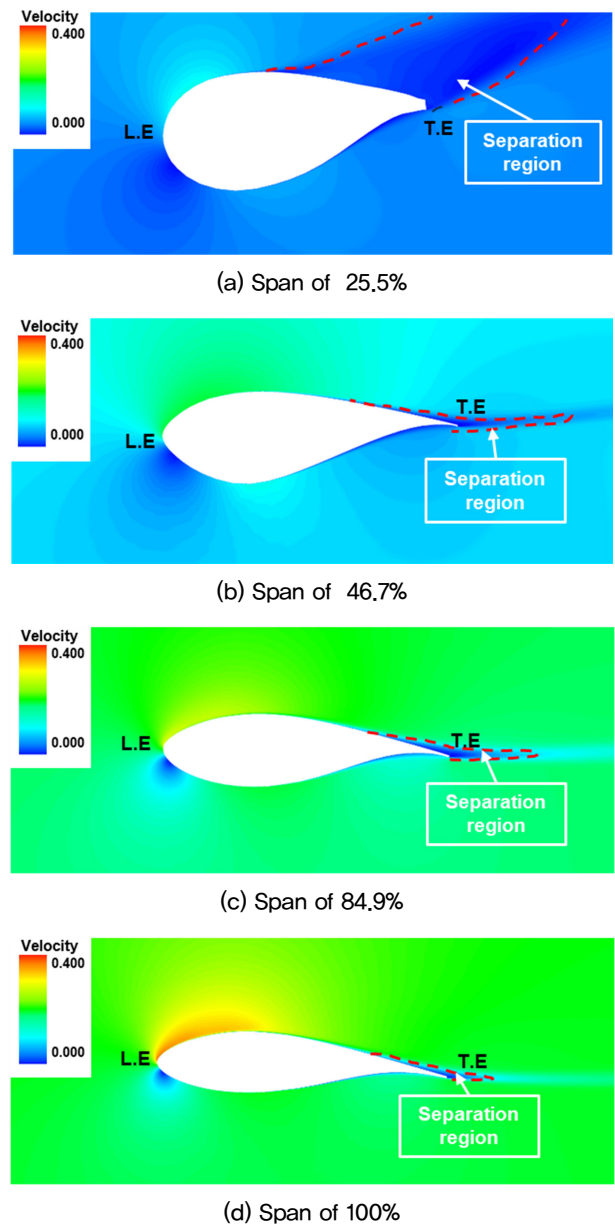 Velocity
0.400
0.000
L.E
T.E
Separation
region
(a) Span of 25.5%
Velocity
0.400
0.000
L.E
T.E
Separation
region
(b) Span of 46.7%
Velocity
0.400
0.000
L.E
T.E
Separation
region
(c) Span of 84.9%
Velocity
0.400
0.000
L.E
T.E
Separation
region
(d) Span of 100%